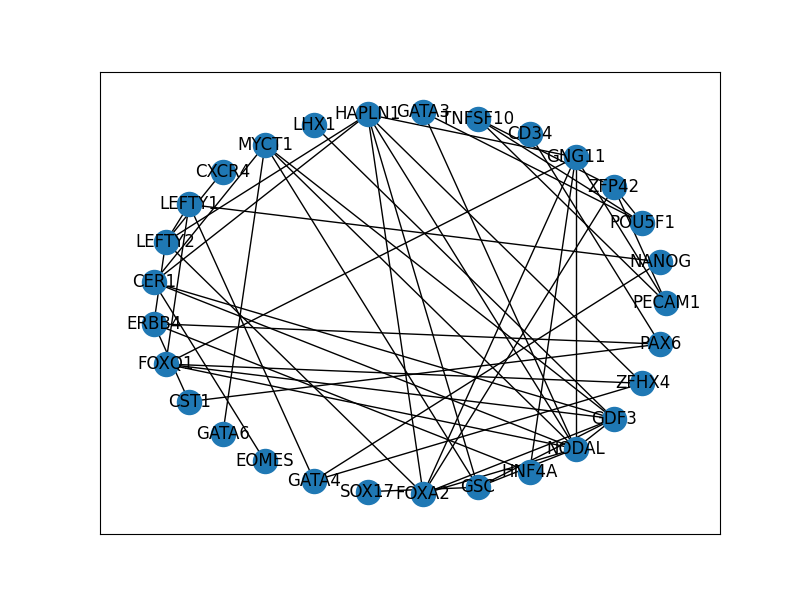 HAPLN1
GATA3
TNFSF10
LHX1
CD34
MYCT1
GNG11
CXCR4
ZFP42
LEFTY1
POU5F1
LEFTY2
NANOG
CER1
PECAM1
ERBB4
PAX6
FOXQ1
ZFHX4
CST1
GDF3
GATA6
NODAL
EOMES
HNF4A
GATA4
GSC
SOX17
FOXA2